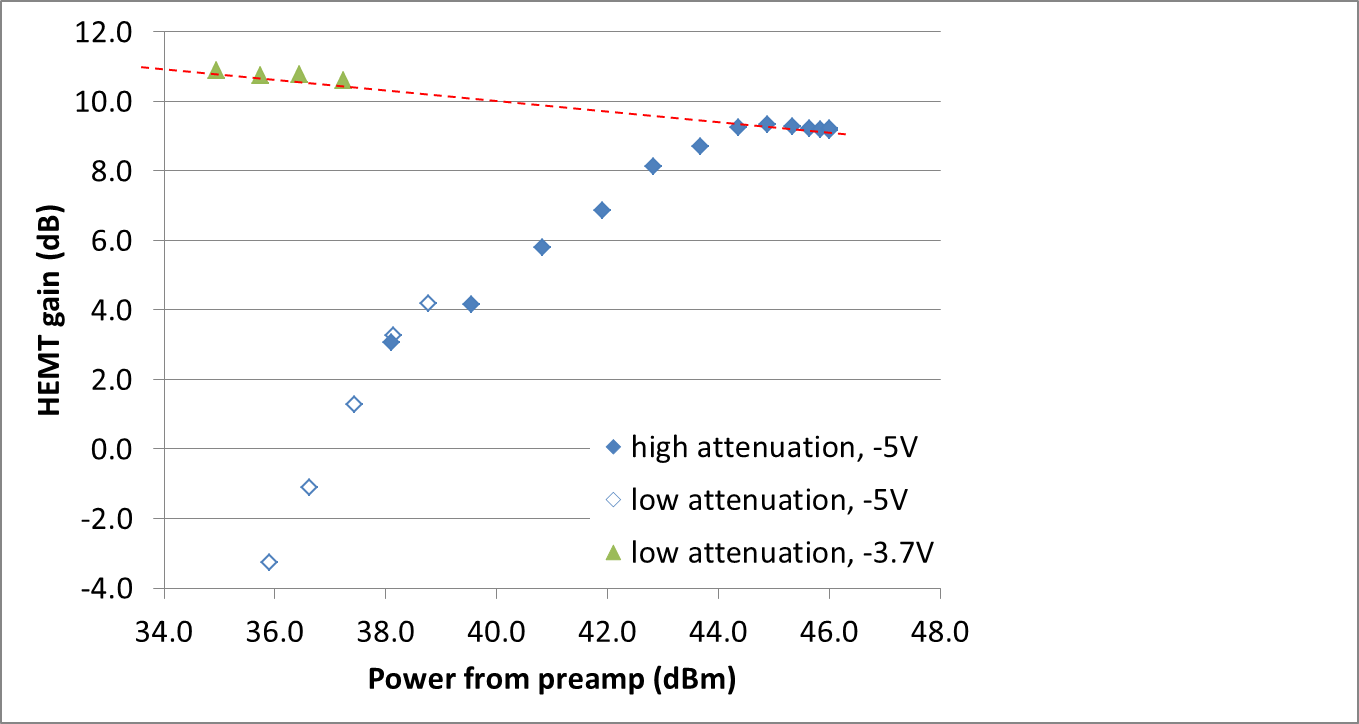 12.0
10.0
8.0
6.0
4.0
2.0
0.0
-2.0
-4.0
34.0 36.0 38.0 40.0 42.0 44.0 46.0 48.0
HEMT gain (dB)
Power from preamp (dBm)
high attenuation, -5V
low attenuation, -5V
low attenuation, -3.7V